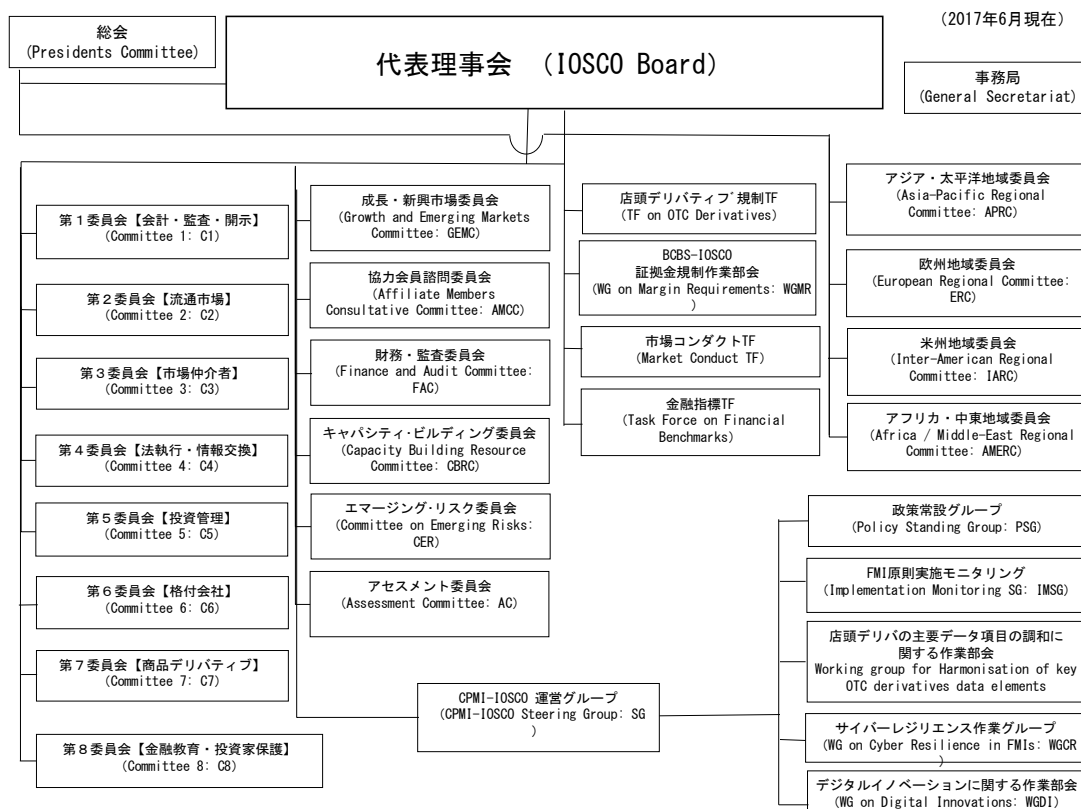 (2017年6月現在)
総会
(Presidents Committee)
代表理事会 (IOSCO Board)
事務局
(General Secretariat)
第1委員会【会計・監査・開示】
(Committee 1: C1)
第2委員会【流通市場】
(Committee 2: C2)
第3委員会【市場仲介者】
(Committee 3: C3)
第4委員会【法執行・情報交換】
(Committee 4: C4)
第5委員会【投資管理】
(Committee 5: C5)
第6委員会【格付会社】
(Committee 6: C6)
第7委員会【商品デリバティブ】
(Committee 7: C7)
第8委員会【金融教育・投資家保護】
(Committee 8: C8)
成長・新興市場委員会
(Growth and Emerging Markets
Committee: GEMC)
協力会員諮問委員会
(Affiliate Members
Consultative Committee: AMCC)
財務・監査委員会
(Finance and Audit Committee:
FAC)
キャパシティ・ビルディング委員会
(Capacity Building Resource
Committee: CBRC)
エマージング・リスク委員会
(Committee on Emerging Risks:
CER)
アセスメント委員会
(Assessment Committee: AC)
店頭デリバティブ規制TF
(TF on OTC Derivatives)
BCBS-IOSCO
証拠金規制作業部会
(WG on Margin Requirements: WGMR
)
市場コンダクトTF
(Market Conduct TF)
金融指標TF
(Task Force on Financial
Benchmarks)
アジア・太平洋地域委員会
(Asia-Pacific Regional
Committee: APRC)
欧州地域委員会
(European Regional Committee:
ERC)
米州地域委員会
(Inter-American Regional
Committee: IARC)
アフリカ・中東地域委員会
(Africa / Middle-East Regional
Committee: AMERC)
CPMI-IOSCO 運営グループ
(CPMI-IOSCO Steering Group: SG
)
政策常設グループ
(Policy Standing Group: PSG)
FMI原則実施モニタリング
(Implementation Monitoring SG: IMSG)
店頭デリバの主要データ項目の調和に
関する作業部会
Working group for Harmonisation of key
OTC derivatives data elements
サイバーレジリエンス作業グループ
(WG on Cyber Resilience in FMIs: WGCR
)
デジタルイノベーションに関する作業部会
(WG on Digital Innovations: WGDI)